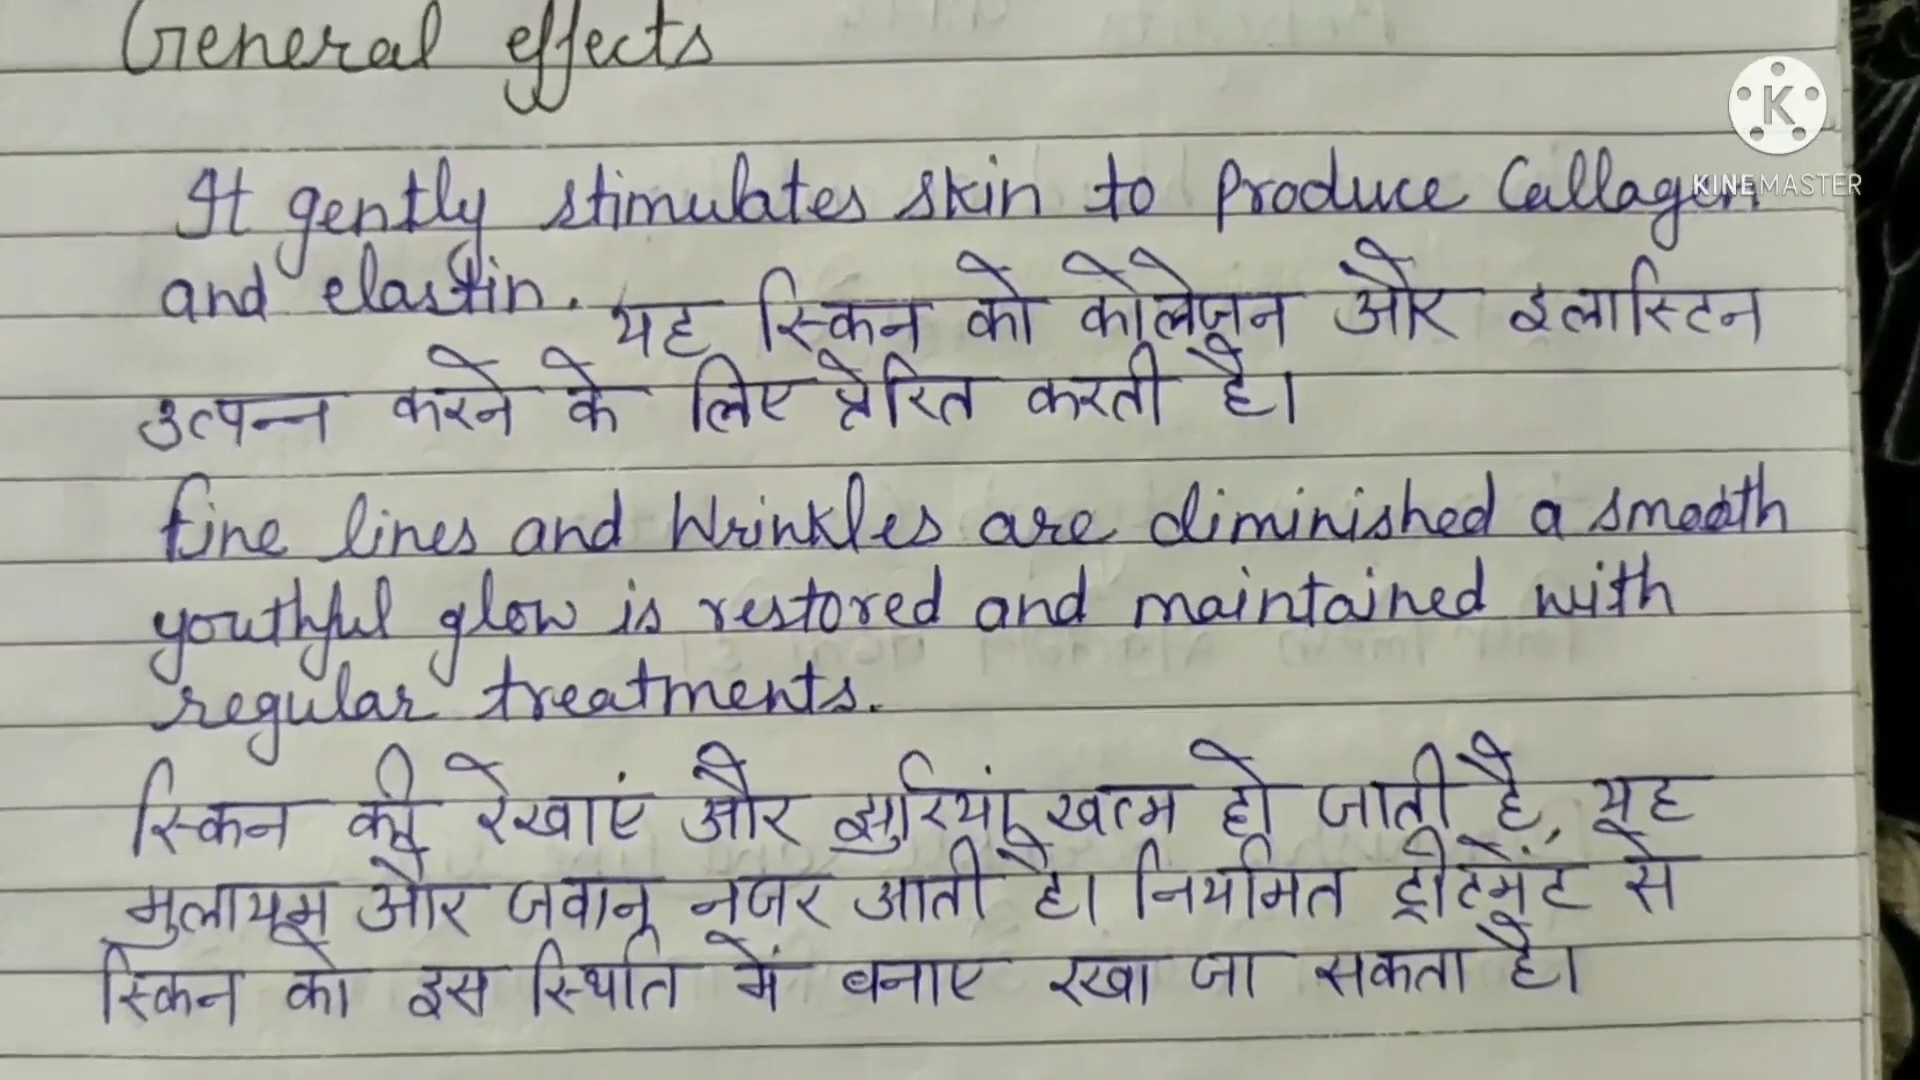 General effects
K
KINEMASTER
It gently stimulates skin to produce Collagen
and elastin. यह स्किन को कोलेजन और इलास्टिन
उत्पन्न करने के लिए प्रेरित करती है।
fine lines and Wrinkles are diminished a smooth
youthful glow is restored and maintained with
regular treatments.
स्किन की रेखाएं और झुरियां खत्म हो जाती है, यह
मुलायम और जवान नजर आती है। नियमित ट्रीटमेंट से
स्किन को इस स्थिति में बनाए रखा जा सकता है।